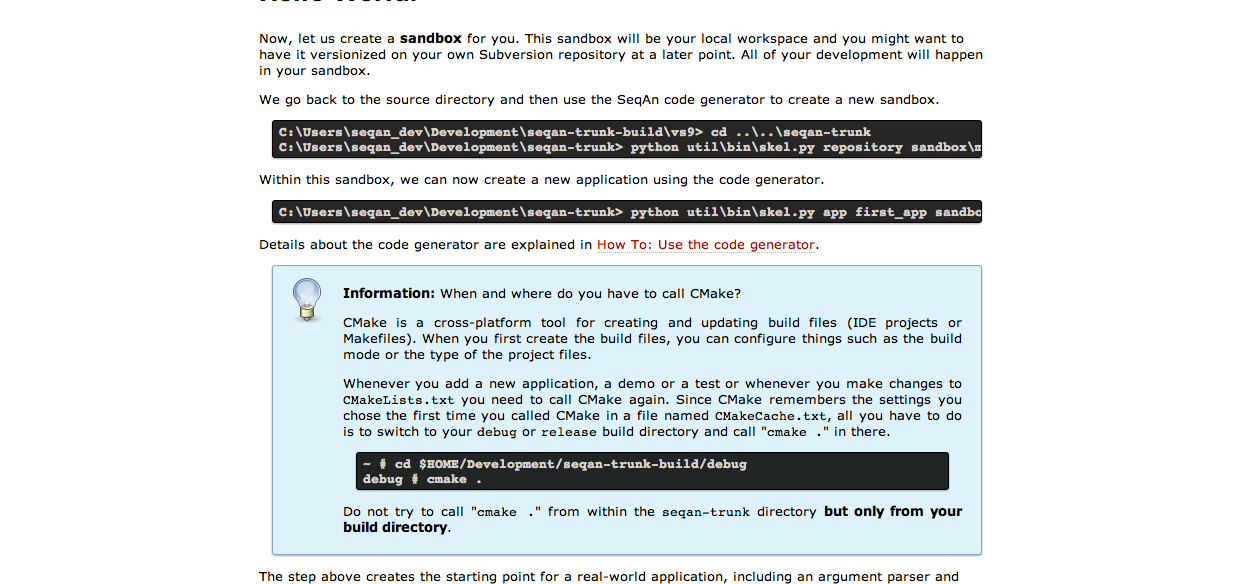 Now, let us create a sandbox for you. This sandbox will be your local workspace and you might want to
have it versionized on your own Subversion repository at a later point. All of your development will happen
in your sandbox.
We go back to the source directory and then use the SeqAn code generator to create a new sandbox.
C:\Users\seqan_dev\Development\seqan-trunk-build\vs9> cd ..\..\seqan-trunk
C:\Users\seqan_dev\Development\seqan-trunk> python util\bin\skel.py repository
Within this sandbox, we can now create a new application using the code generator.
C:\Users\seqan_dev\Development\seqan-trunk> python util\bin\skel.py app first_app
Details about the code generator are explained in How To: Use the code generator.
Information: When and where do you have to call CMake?
CMake is a cross-platform tool for creating and updating build files (IDE projects or
Makefiles). When you first create the build files, you can configure things such as the build
mode or the type of the project files.
Whenever you add a new application, a demo or a test or whenever you make changes to
CMakeLists.txt you need to call CMake again. Since CMake remembers the settings you
chose the first time you called CMake in a file named CMakeCache.txt, all you have to do
is to switch to your debug or release build directory and call "cmake ." in there.
~ # cd $HOME/Development/seqan-trunk-build/debug
debug # cmake .
Do not try to call "cmake ." from within the seqan-trunk directory but only from your
build directory.
The step above creates the starting point for a real-world application, including an argument parser and